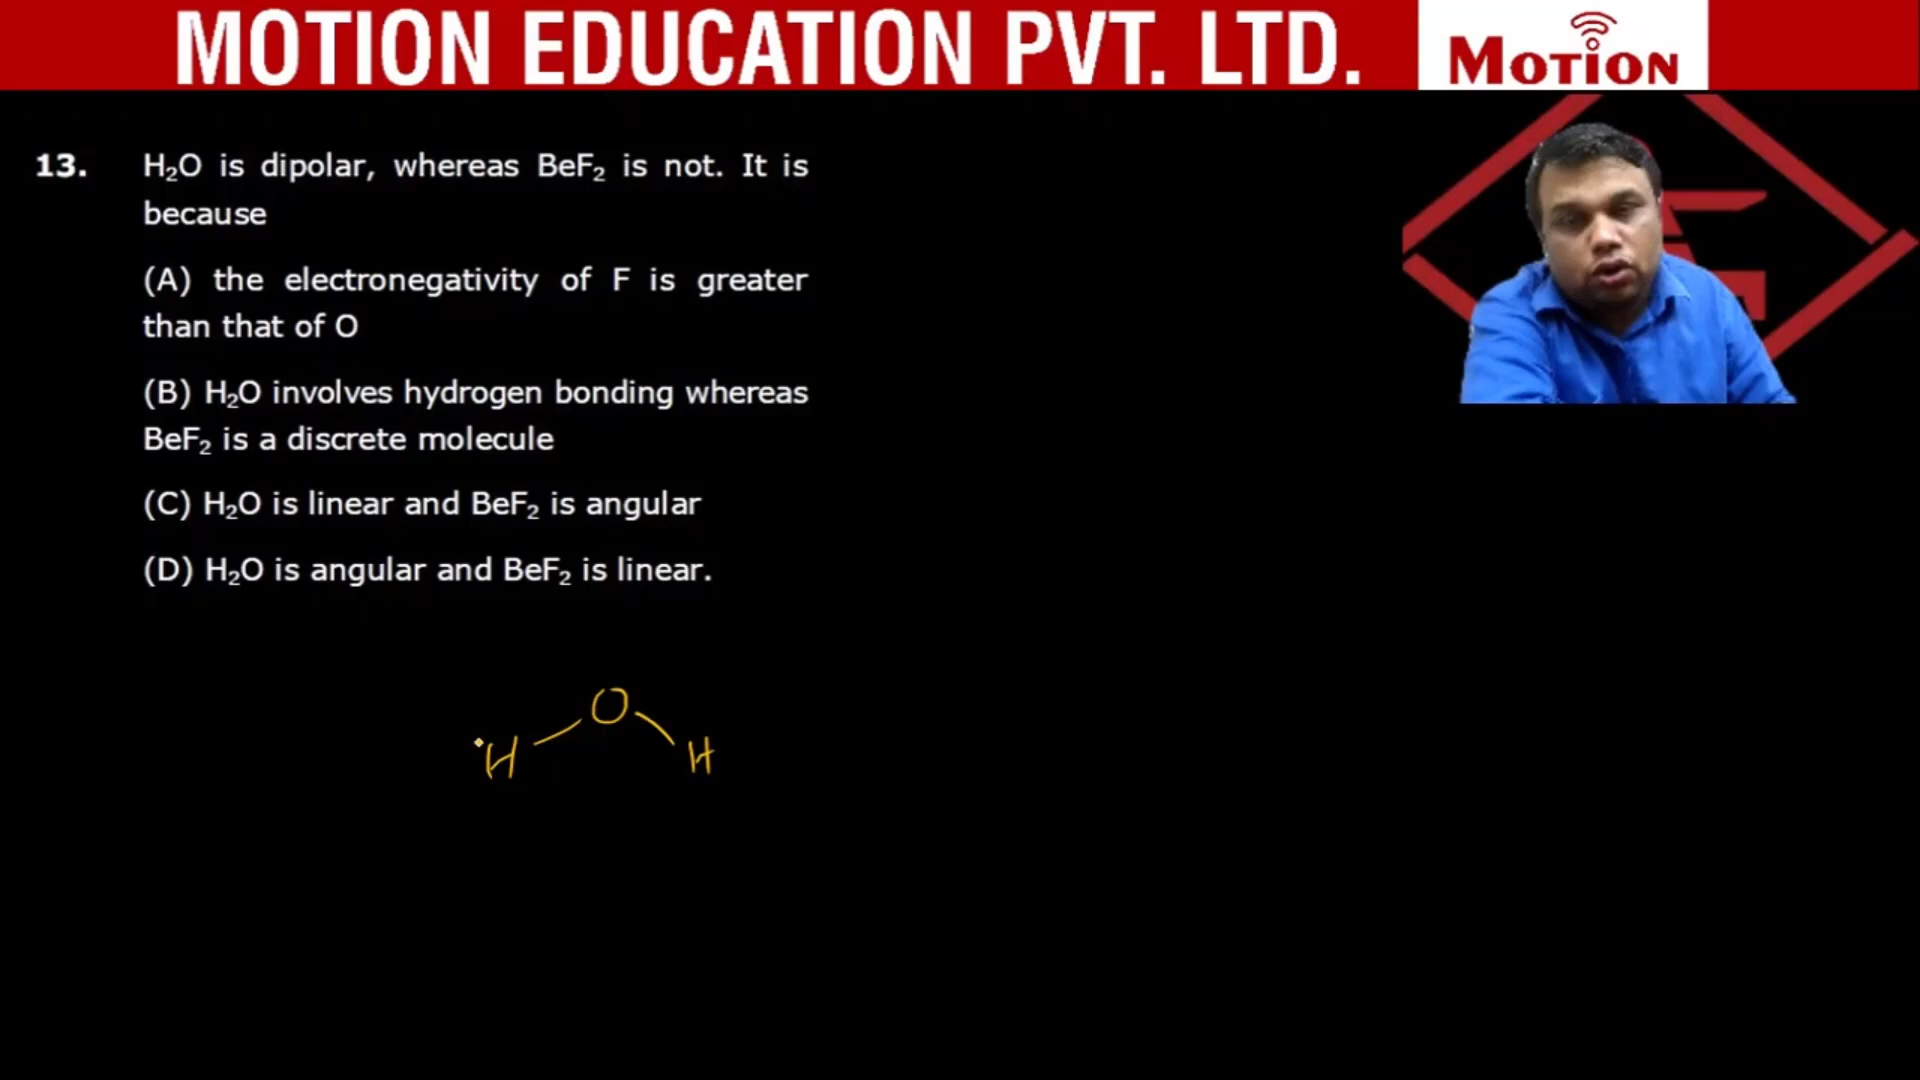 MOTION EDUCATION PVT. LTD.
MOTION
13. H₂O is dipolar, whereas BeF₂ is not. It is
because
(A) the electronegativity of F is greater
than that of O
(B) H₂O involves hydrogen bonding whereas
BeF₂ is a discrete molecule
(C) H₂O is linear and BeF₂ is angular
(D) H₂O is angular and BeF₂ is linear.
O
H H